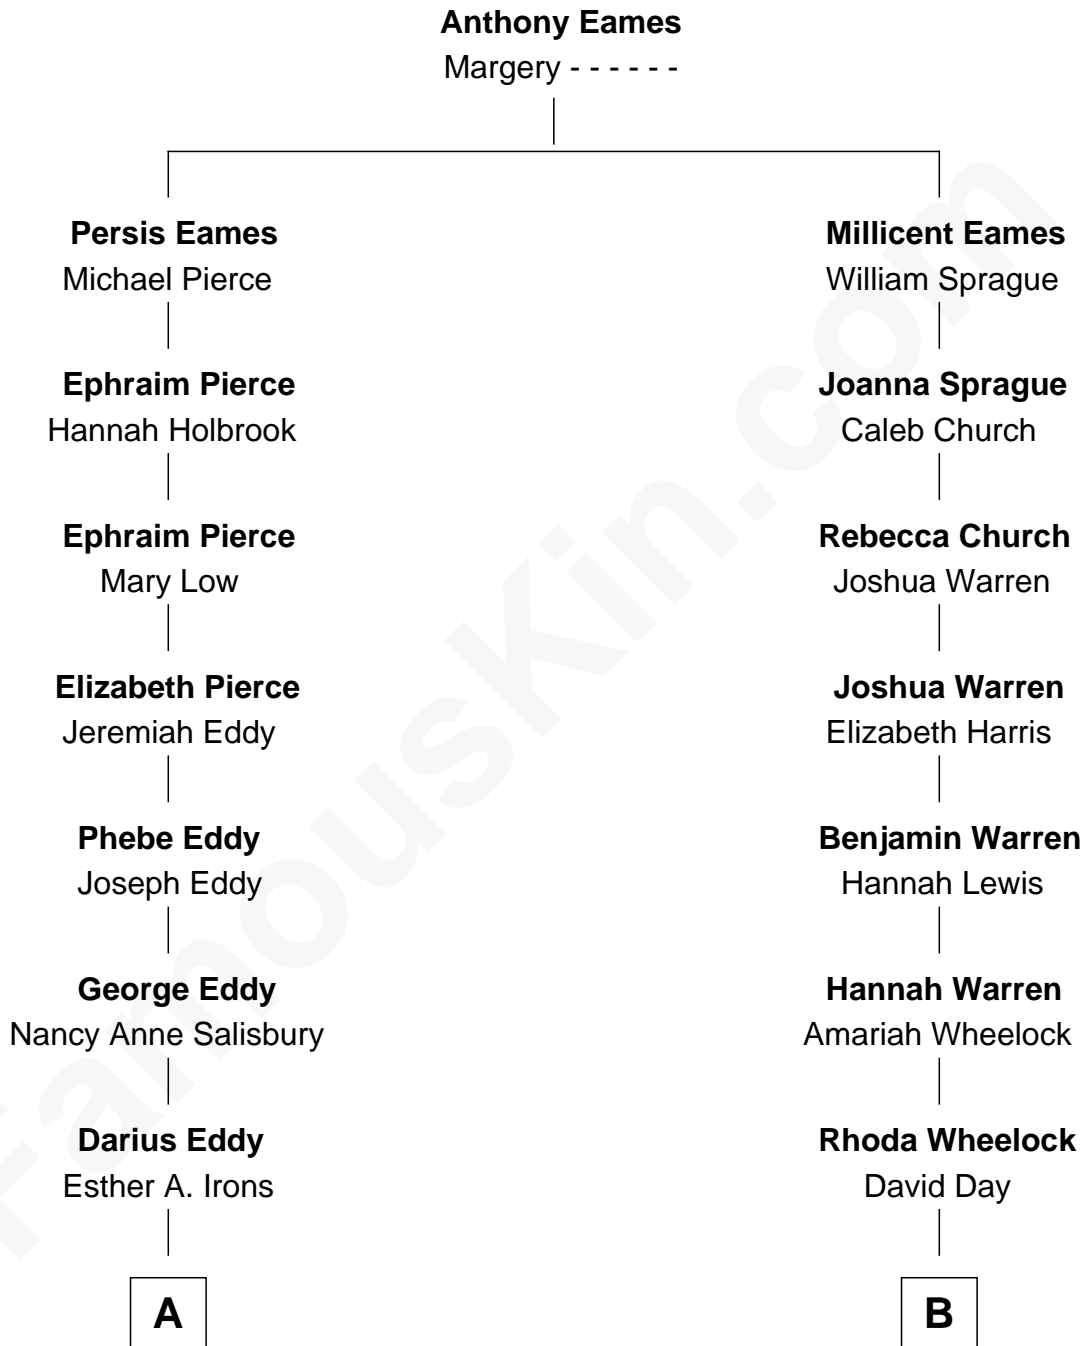 Anthony Eames
Margery - - - - - -
Persis Eames
Michael Pierce
Ephraim Pierce
Hannah Holbrook
Ephraim Pierce
Mary Low
Elizabeth Pierce
Jeremiah Eddy
Phebe Eddy
Joseph Eddy
George Eddy
Nancy Anne Salisbury
Darius Eddy
Esther A. Irons
A
Millicent Eames
William Sprague
Joanna Sprague
Caleb Church
Rebecca Church
Joshua Warren
Joshua Warren
Elizabeth Harris
Benjamin Warren
Hannah Lewis
Hannah Warren
Amariah Wheelock
Rhoda Wheelock
David Day
B
FamousKin.com